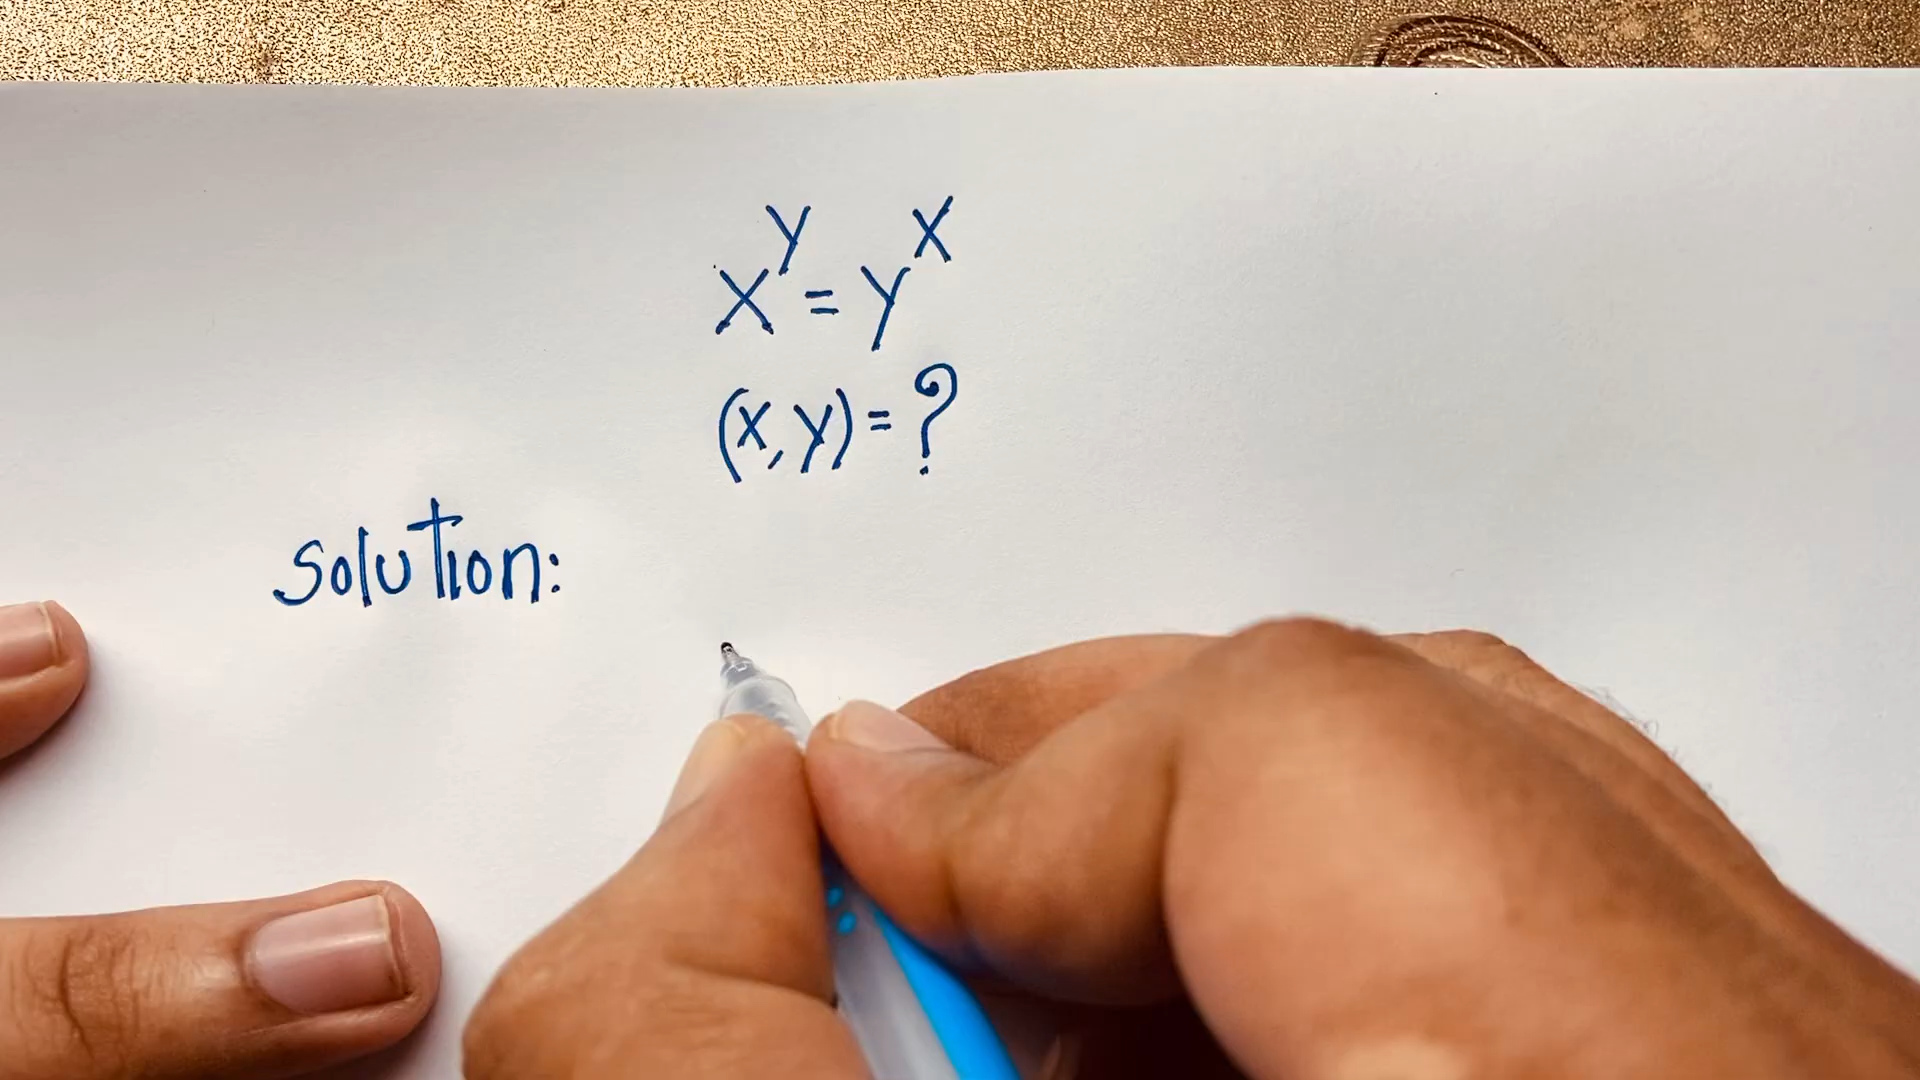 x^y = y^x
(x, y) = ?
Solution: